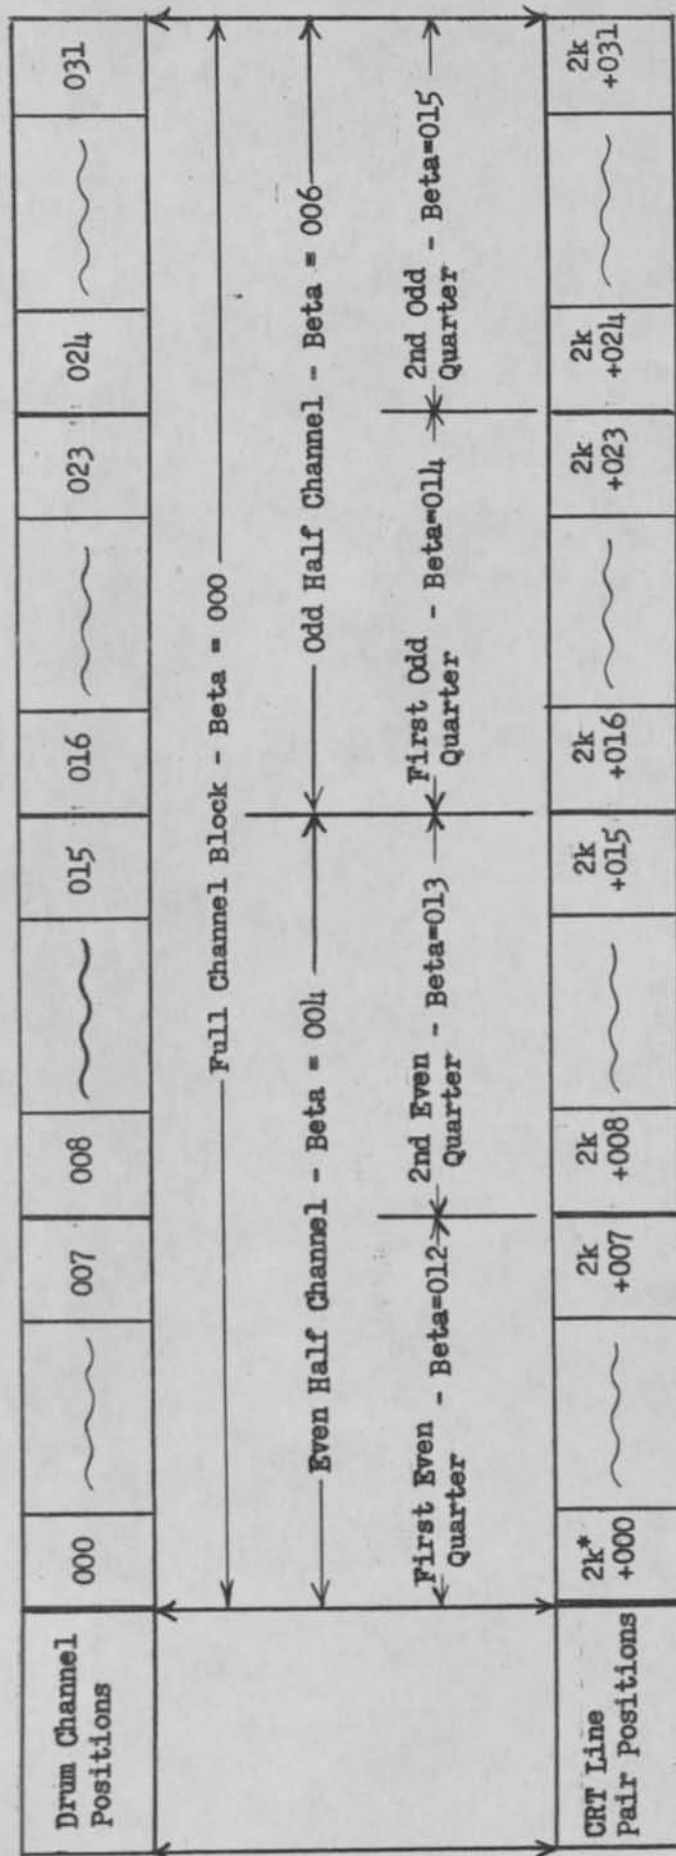 Drum Channel
Positions
000
007
008
015
016
023
024
031
Full Channel Block - Beta = 000
Even Half Channel - Beta = 004
Odd Half Channel - Beta = 006
First Even - Beta=012
Quarter
2nd Even - Beta=013
Quarter
First Odd - Beta=014
Quarter
2nd Odd - Beta=015
Quarter
CRT Line
Pair Positions
2k*
+000
2k
+007
2k
+008
2k
+015
2k
+016
2k
+023
2k
+024
2k
+031